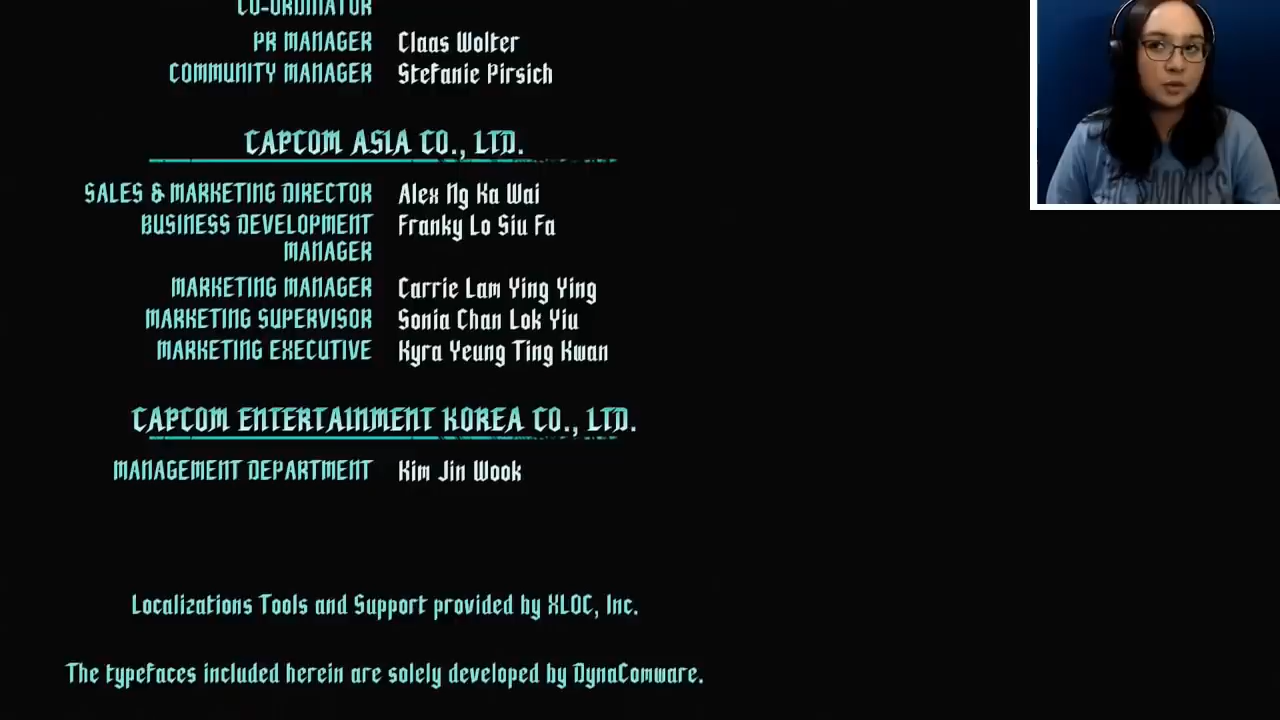 CO-ORDINATOR
PR MANAGER Claas Wolter
COMMUNITY MANAGER Stefanie Pirsich
CAPCOM ASIA CO., LTD.
SALES & MARKETING DIRECTOR Alex Ng Ka Wai
BUSINESS DEVELOPMENT Franky Lo Siu Fa
MANAGER
MARKETING MANAGER Carrie Lam Ying Ying
MARKETING SUPERVISOR Sonia Chan Lok Yiu
MARKETING EXECUTIVE Kyra Yeung Ting Kwan
CAPCOM ENTERTAINMENT KOREA CO., LTD.
MANAGEMENT DEPARTMENT Kim Jin Wook
Localizations Tools and Support provided by XLOC, Inc.
The typefaces included herein are solely developed by DynaComware.